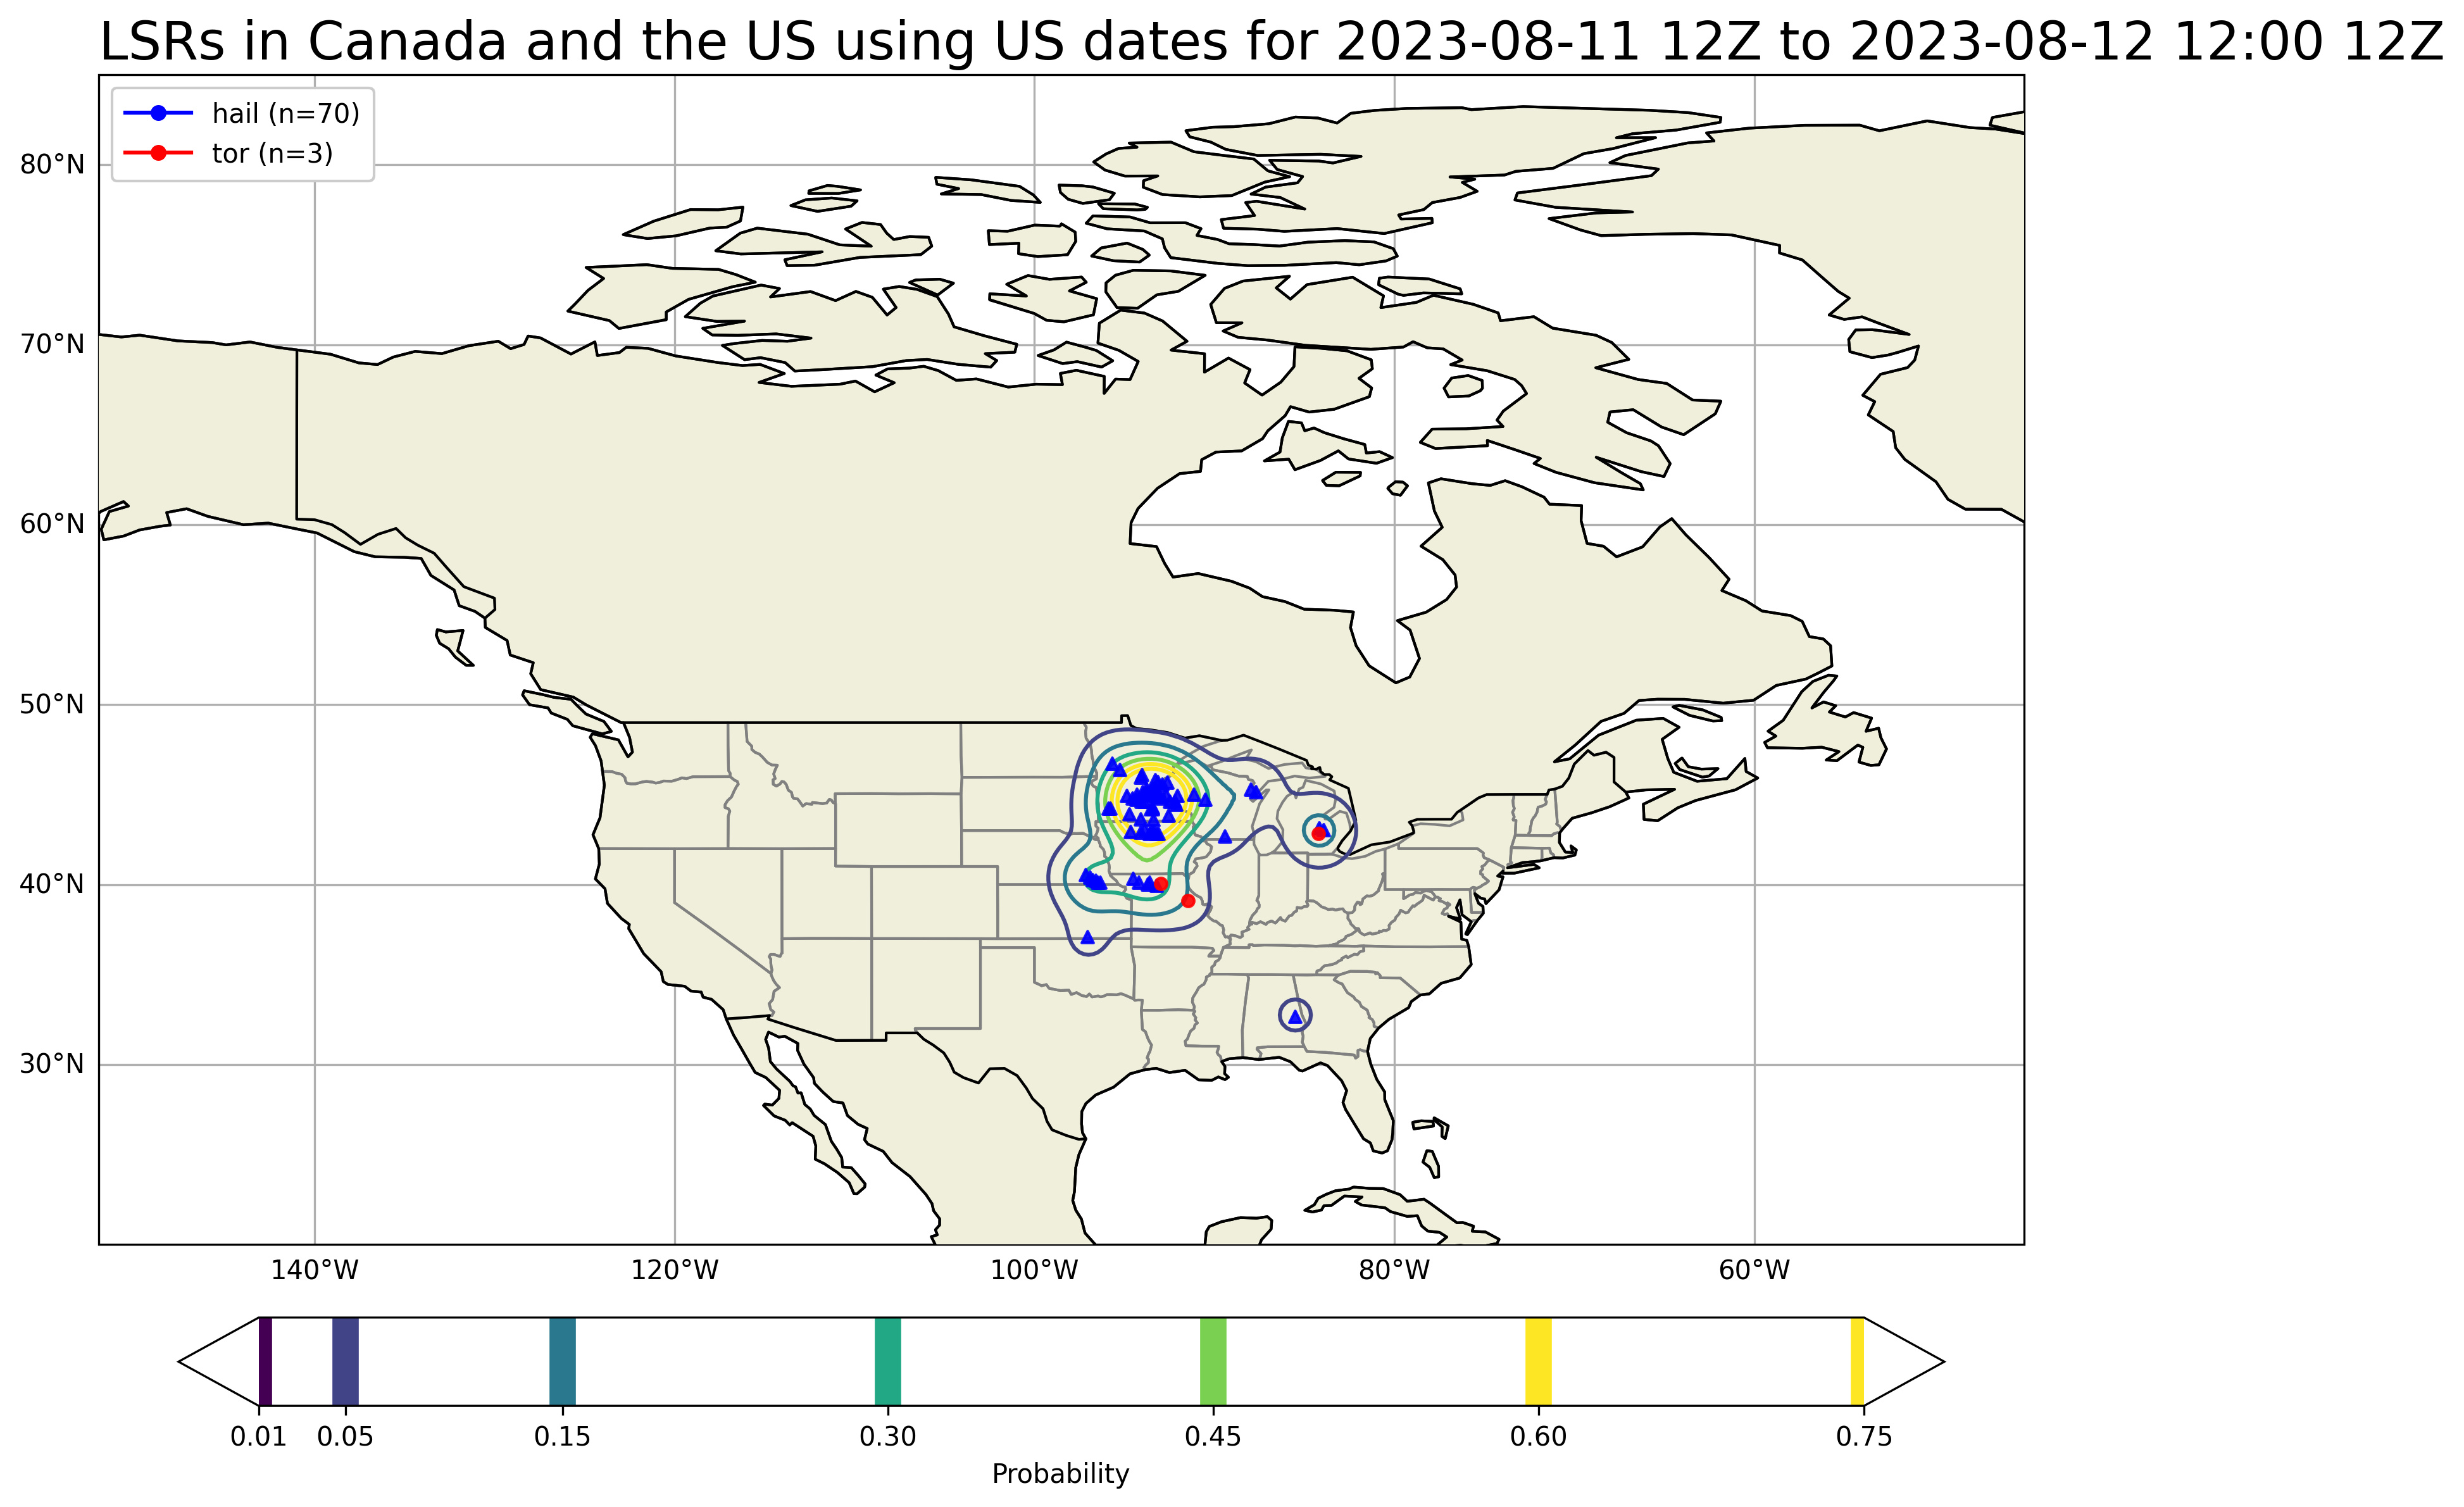 LSRs in Canada and the US using US dates for 2023-08-11 12Z to 2023-08-12 12:00 12Z
hail (n=70)
tor (n=3)
80°N
70°N
60°N
50°N
40°N
30°N
140°W 120°W 100°W 80°W 60°W
0.01 0.05 0.15 0.30 0.45 0.60 0.75
Probability